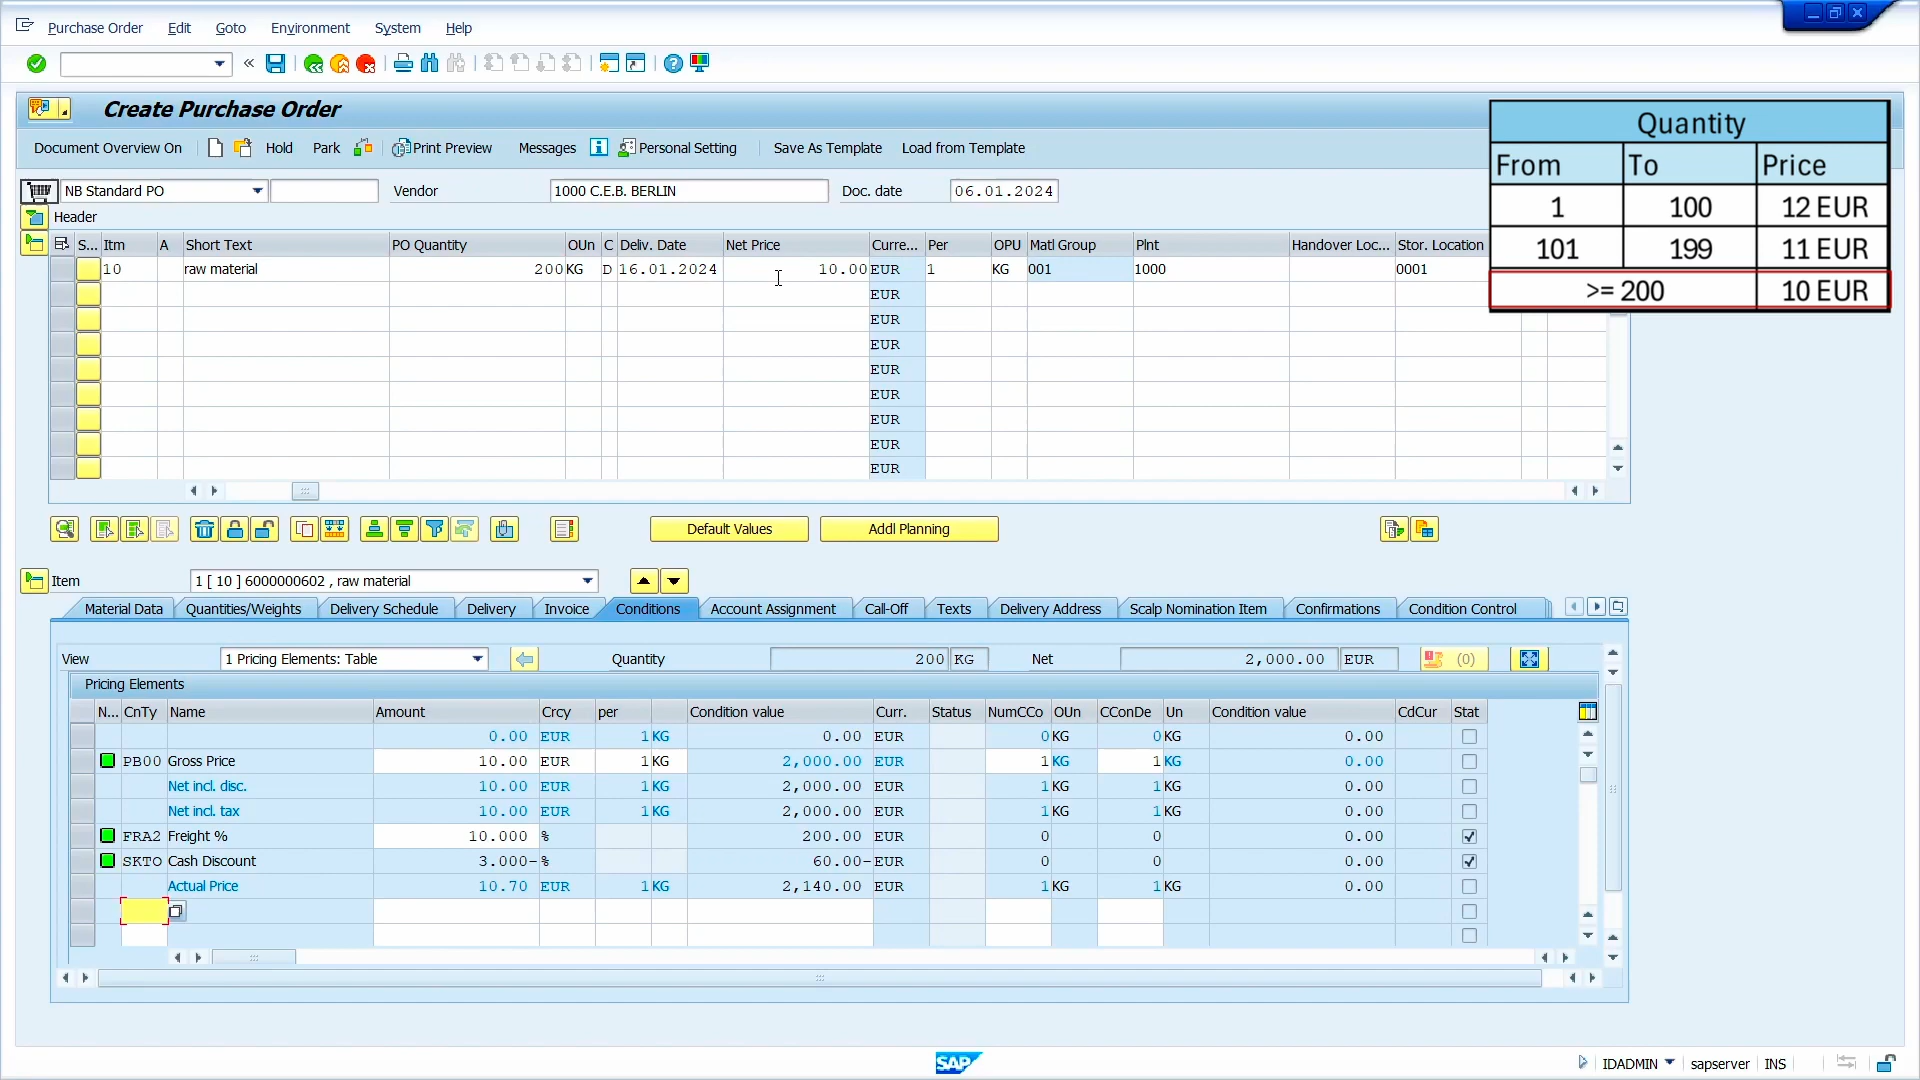 Purchase Order Edit Goto Environment System Help
«
Create Purchase Order
Document Overview On Hold Park Print Preview Messages Personal Setting Save As Template Load from Template
NB Standard PO Vendor 1000 C.E.B. BERLIN Doc. date 06.01.2024
Header
S... Itm A Short Text PO Quantity OUn C Deliv. Date Net Price Curre... Per OPU Matl Group Plnt Handover Loc... Stor. Location
10 raw material 200 KG D 16.01.2024 10.00 EUR 1 KG 001 1000 0001
EUR
EUR
EUR
EUR
EUR
EUR
EUR
EUR
Quantity
From To Price
1 100 12 EUR
101 199 11 EUR
>= 200 10 EUR
Default Values Addl Planning
Item 1 [ 10 ] 6000000602 , raw material
Material Data Quantities/Weights Delivery Schedule Delivery Invoice Conditions Account Assignment Call-Off Texts Delivery Address Scalp Nomination Item Confirmations Condition Control
View 1 Pricing Elements: Table Quantity 200 KG Net 2,000.00 EUR (0)
Pricing Elements
N... CnTy Name Amount Crcy per Condition value Curr. Status NumCCo OUn CConDe Un Condition value CdCur Stat
0.00 EUR 1 KG 0.00 EUR 0 KG 0 KG 0.00
PB00 Gross Price 10.00 EUR 1 KG 2,000.00 EUR 1 KG 1 KG 0.00
Net incl. disc. 10.00 EUR 1 KG 2,000.00 EUR 1 KG 1 KG 0.00
Net incl. tax 10.00 EUR 1 KG 2,000.00 EUR 1 KG 1 KG 0.00
FRA2 Freight % 10.000 % 200.00 EUR 0 0 0.00
SKTO Cash Discount 3.000- % 60.00- EUR 0 0 0.00
Actual Price 10.70 EUR 1 KG 2,140.00 EUR 1 KG 1 KG 0.00
SAP IDADMIN sapserver INS